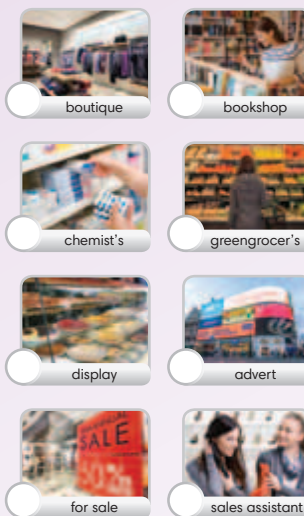 boutique
bookshop
chemist's
greengrocer's
display
advert
SALE
for sale
sales assistant